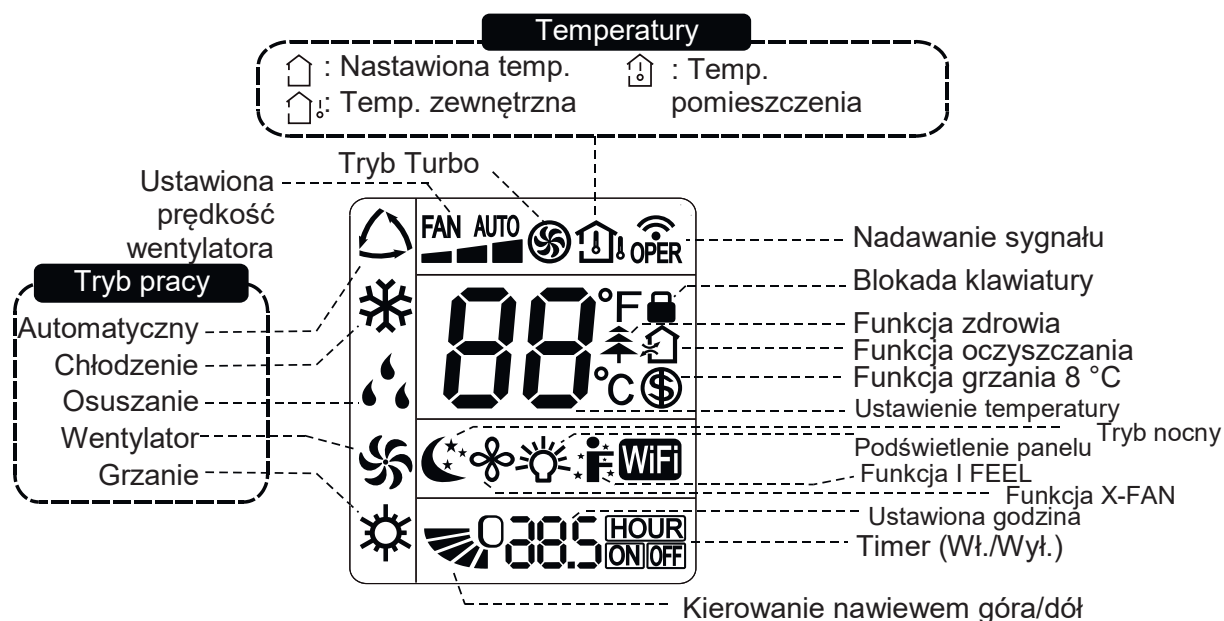 Temperatury
: Nastawiona temp.
: Temp. zewnętrzna
: Temp.
pomieszczenia
Tryb Turbo
Ustawiona
prędkość
wentylatora
Tryb pracy
Automatyczny
Chłodzenie
Osuszanie
Wentylator
Grzanie
FAN AUTO
OPER
88
°F
°C
WiFi
038.5
HOUR
ON OFF
Nadawanie sygnału
Blokada klawiatury
Funkcja zdrowia
Funkcja oczyszczania
Funkcja grzania 8 °C
Ustawienie temperatury
Tryb nocny
Podświetlenie panelu
Funkcja I FEEL
Funkcja X-FAN
Ustawiona godzina
Timer (Wł./Wył.)
Kierowanie nawiewem góra/dół